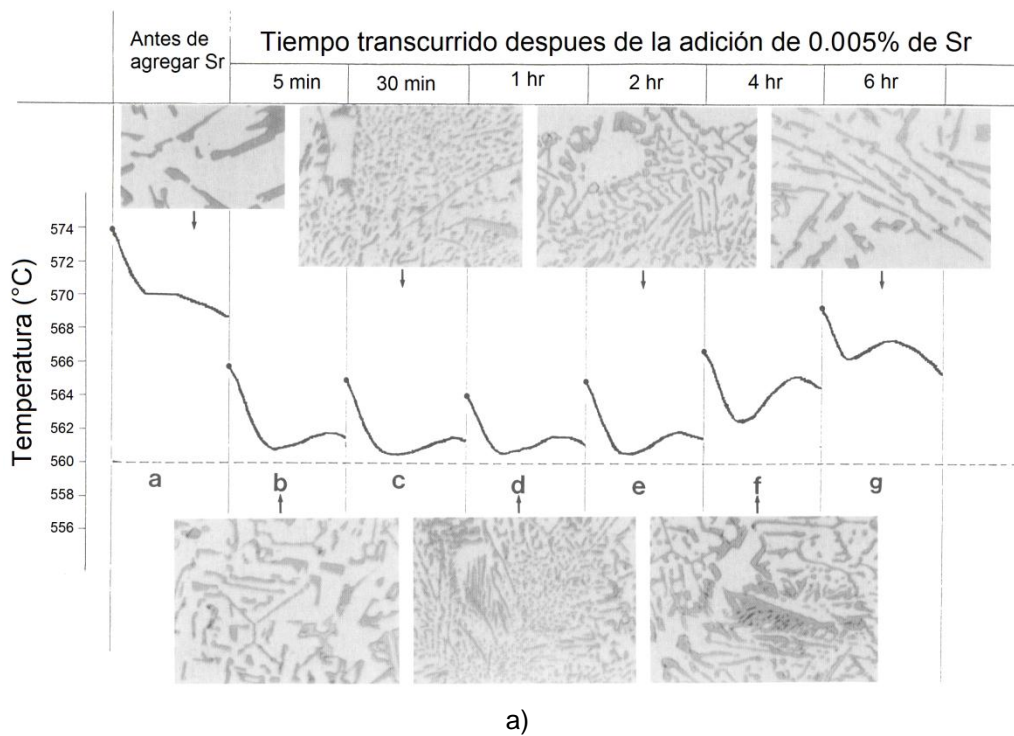 Antes de
agregar Sr
Tiempo transcurrido despues de la adición de 0.005% de Sr
5 min 30 min 1 hr 2 hr 4 hr 6 hr
Temperatura (°C)
574
572
570
568
566
564
562
560
558
556
a b c d e f g
a)